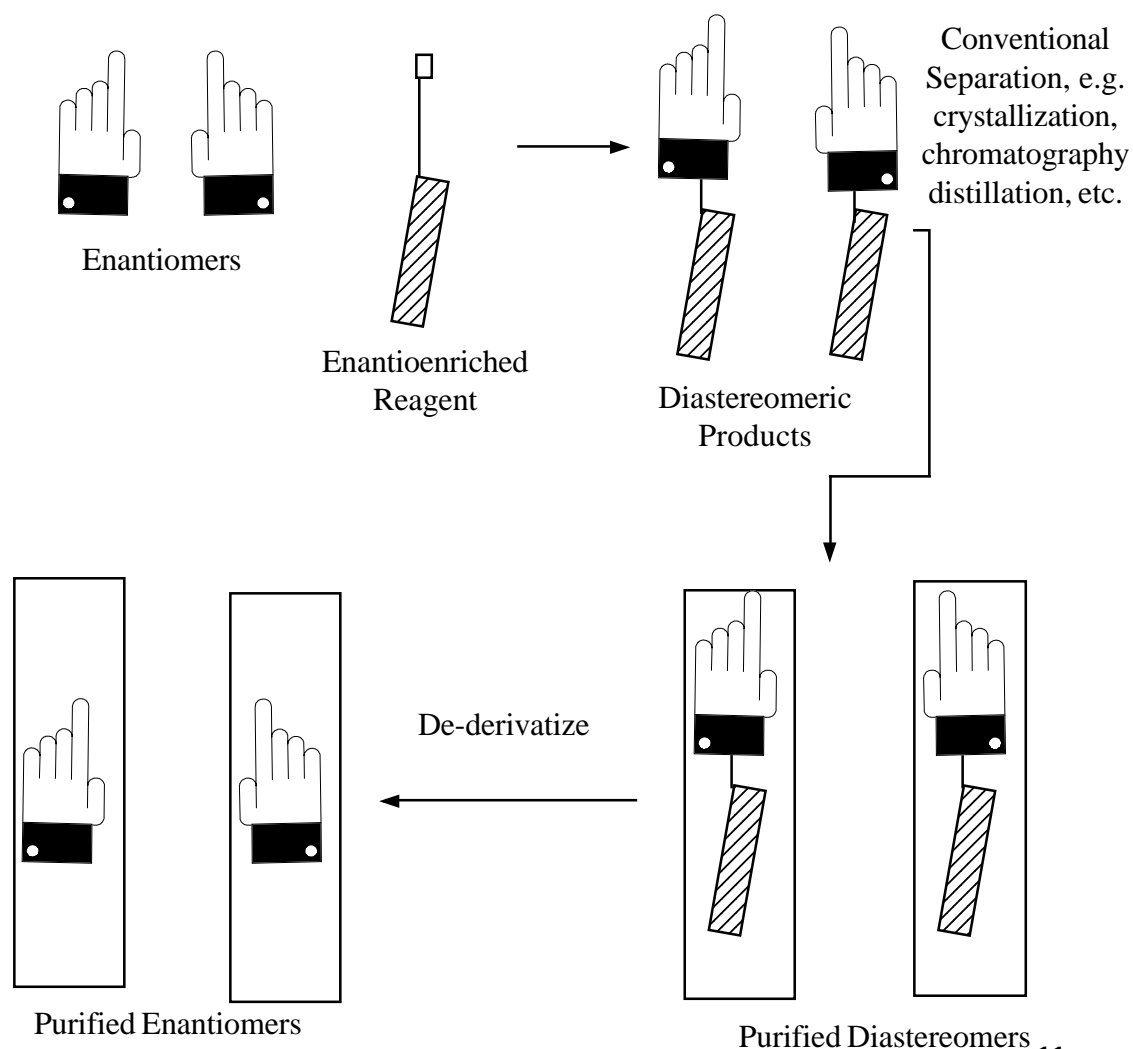 Conventional
Separation, e.g.
crystallization,
chromatography
distillation, etc.
Enantiomers
Enantioenriched
Reagent
Diastereomeric
Products
De-derivatize
Purified Enantiomers
Purified Diastereomers